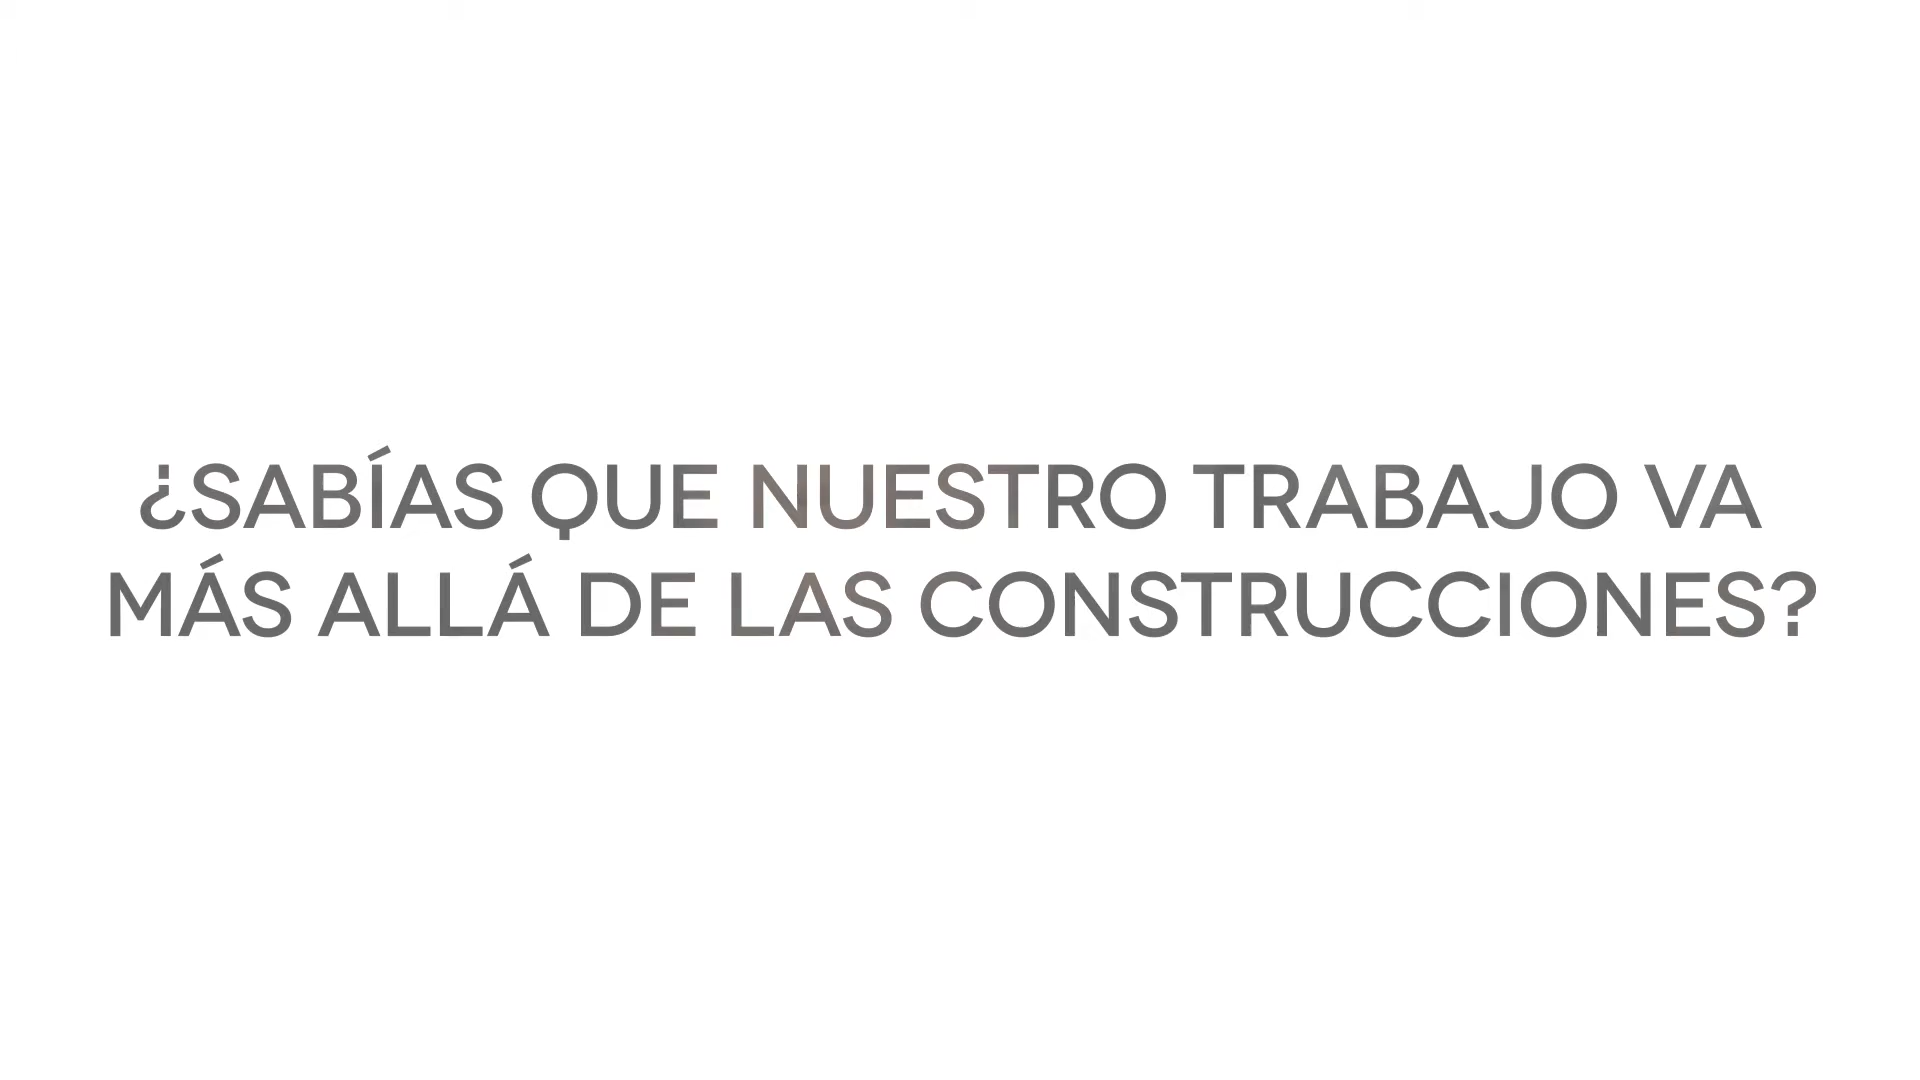 ¿SABÍAS QUE NUESTRO TRABAJO VA
MÁS ALLÁ DE LAS CONSTRUCCIONES?